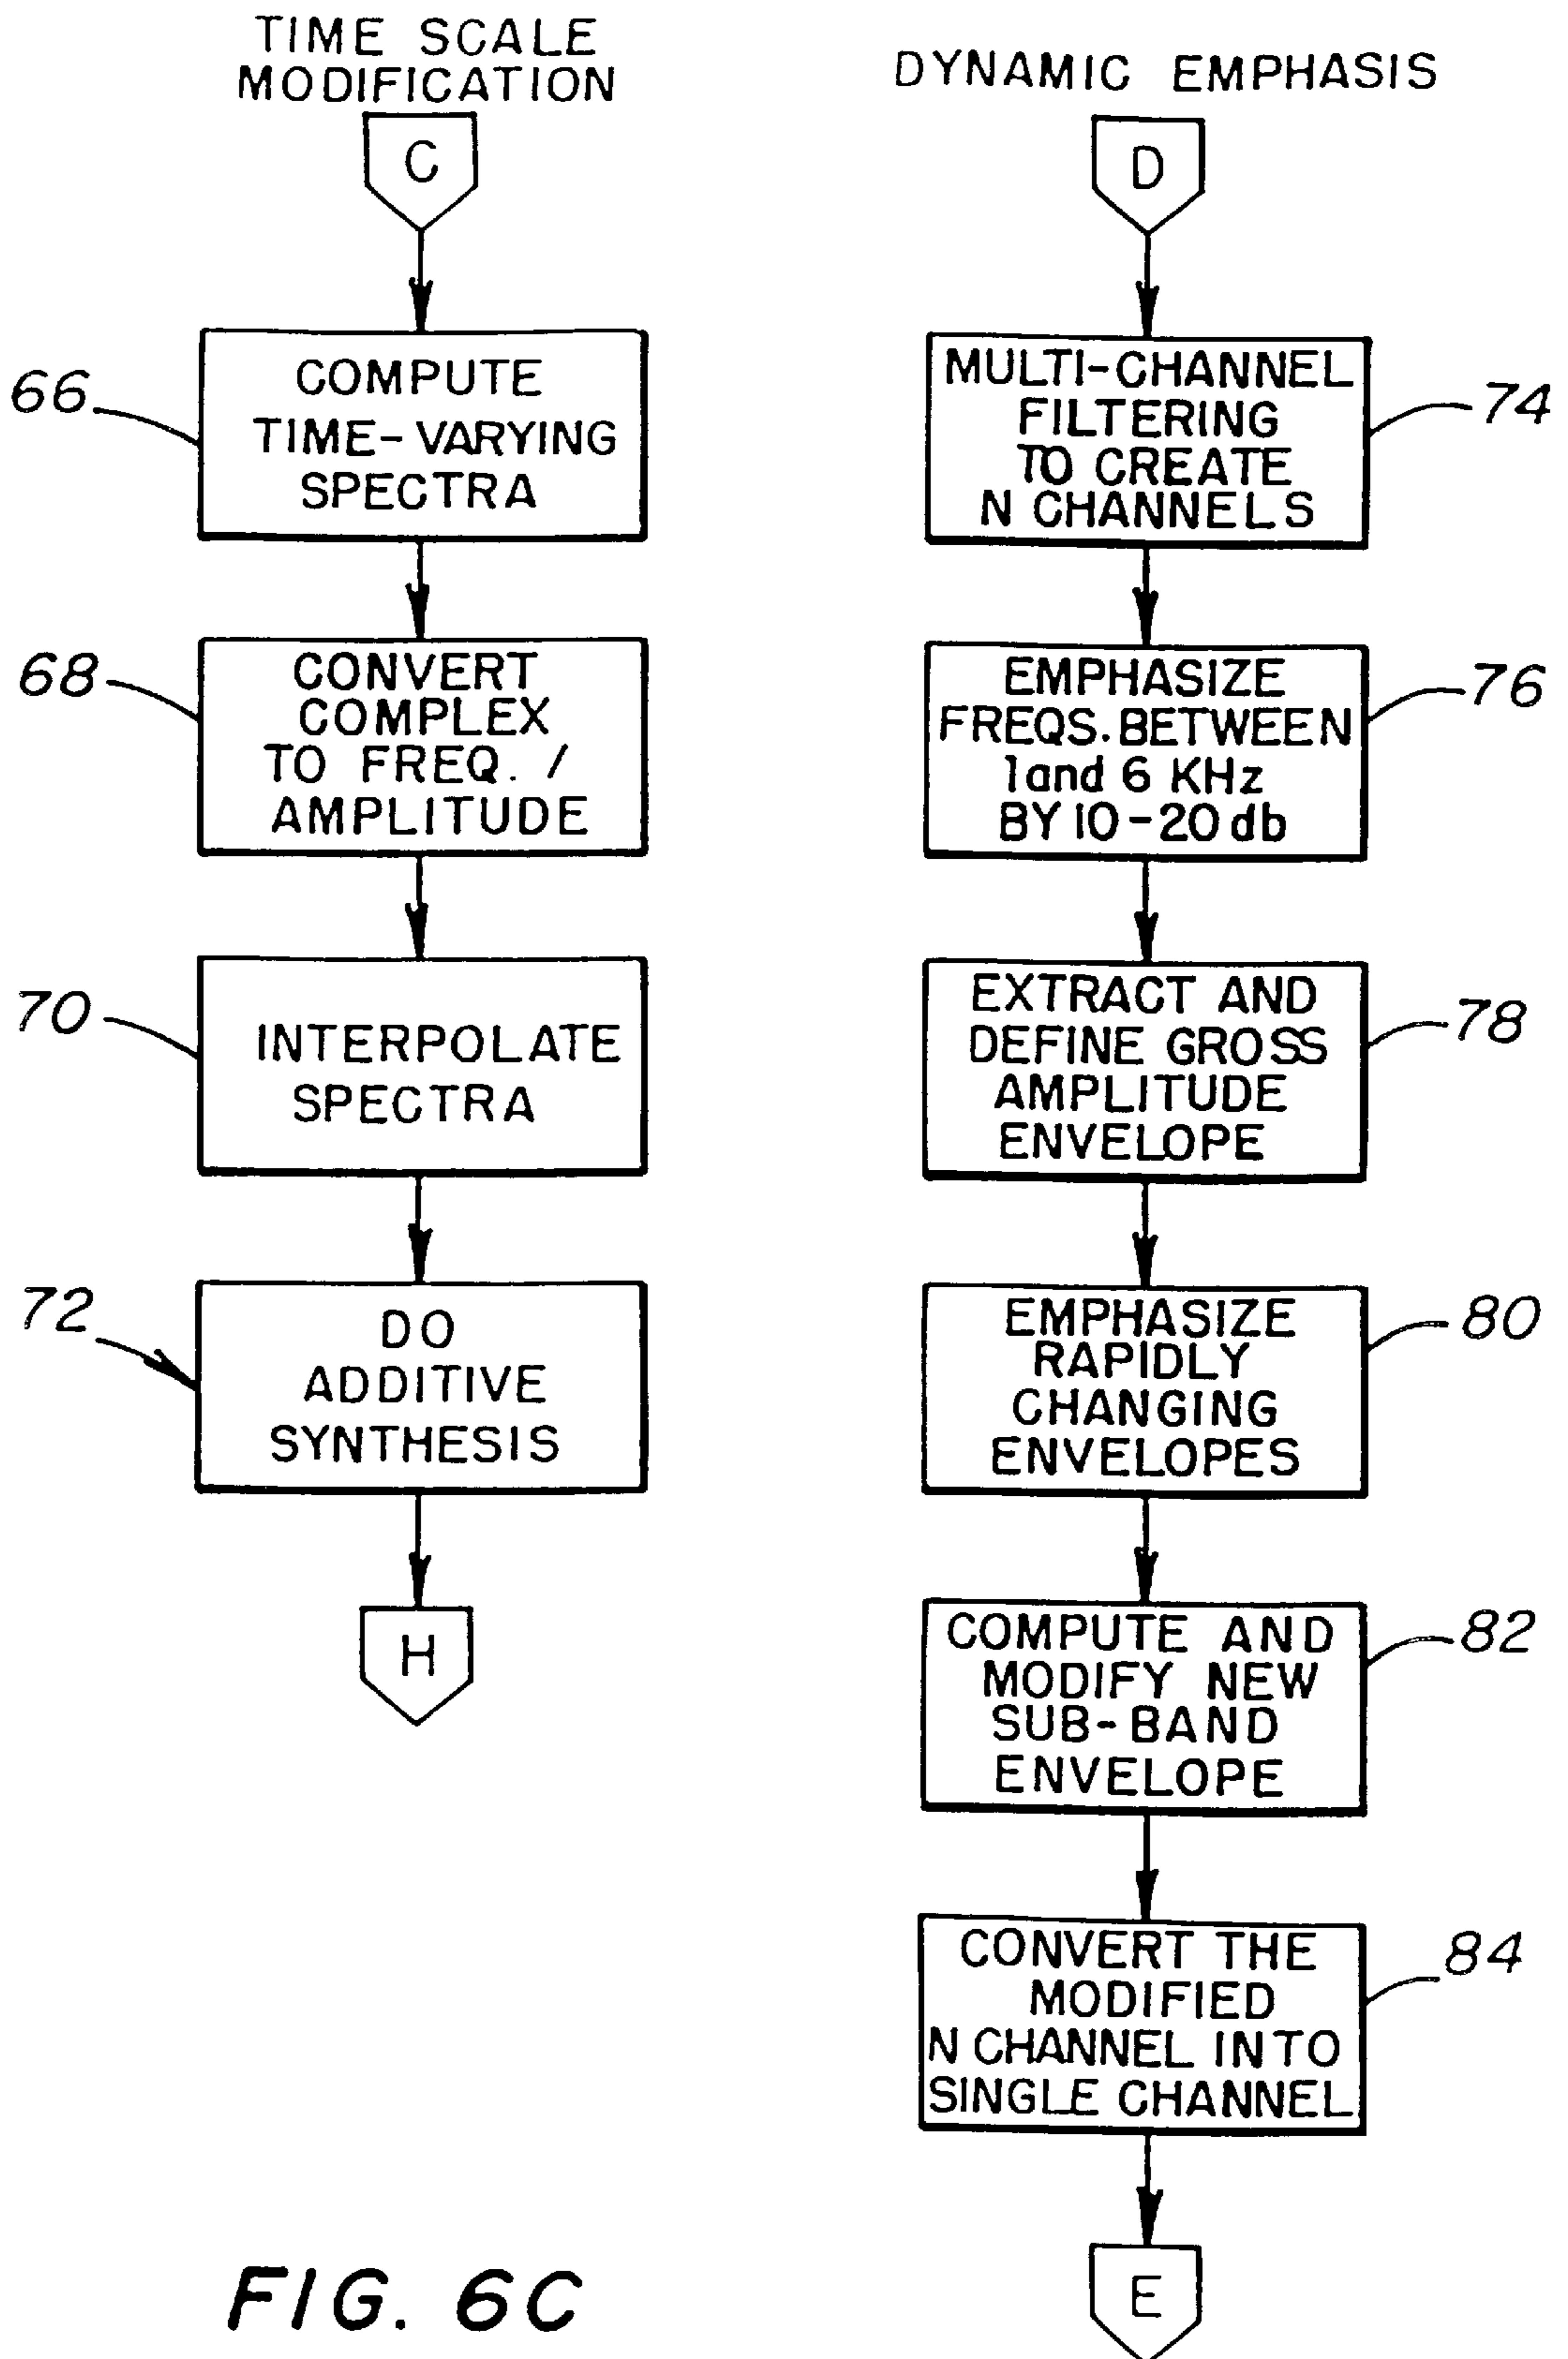 TIME SCALE
MODIFICATION
C
66
COMPUTE
TIME-VARYING
SPECTRA
68
CONVERT
COMPLEX
TO FREQ. /
AMPLITUDE
70
INTERPOLATE
SPECTRA
72
DO
ADDITIVE
SYNTHESIS
H
DYNAMIC EMPHASIS
D
MULTI-CHANNEL
FILTERING
TO CREATE
N CHANNELS
74
EMPHASIZE
FREQS. BETWEEN
1 and 6 KHz
BY 10-20 db
76
EXTRACT AND
DEFINE GROSS
AMPLITUDE
ENVELOPE
78
EMPHASIZE
RAPIDLY
CHANGING
ENVELOPES
80
COMPUTE AND
MODIFY NEW
SUB-BAND
ENVELOPE
82
CONVERT THE
MODIFIED
N CHANNEL INTO
SINGLE CHANNEL
84
E
FIG. 6C